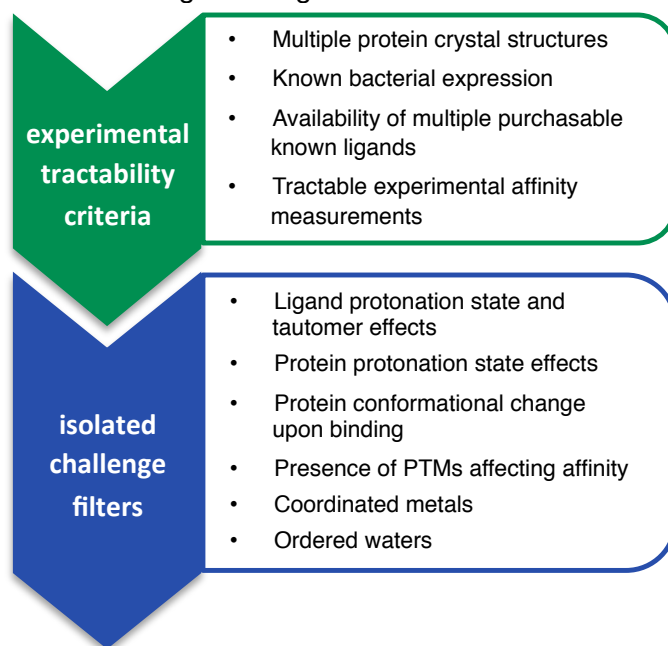 experimental
tractability
criteria
• Multiple protein crystal structures
• Known bacterial expression
• Availability of multiple purchasable
known ligands
• Tractable experimental affinity
measurements
isolated
challenge
filters
• Ligand protonation state and
tautomer effects
• Protein protonation state effects
• Protein conformational change
upon binding
• Presence of PTMs affecting affinity
• Coordinated metals
• Ordered waters